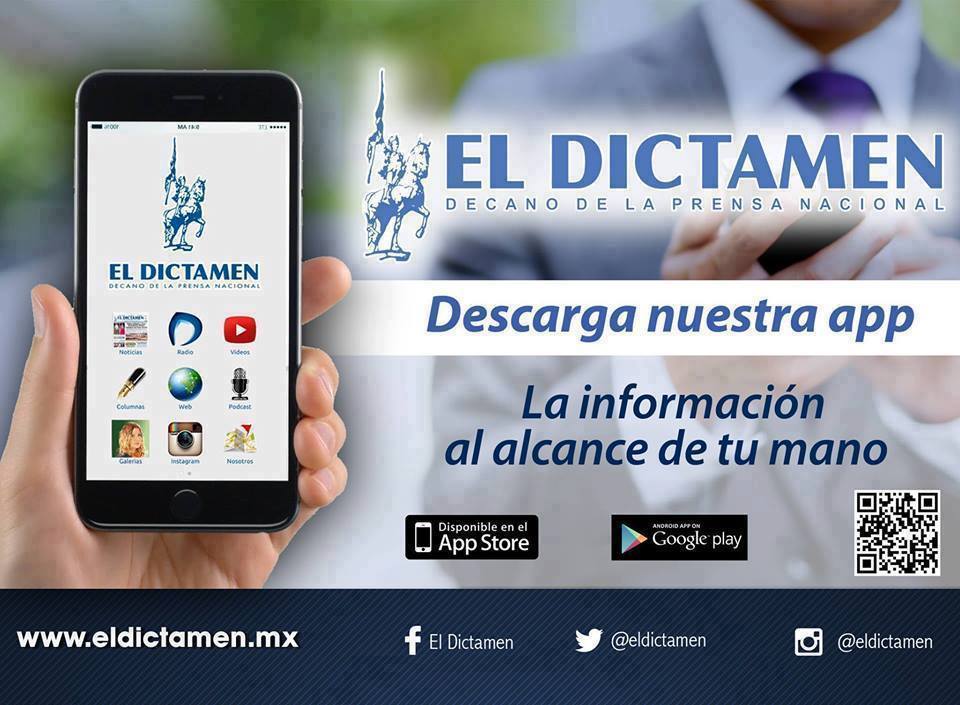 EL DICTAMEN
DECANO DE LA PRENSA NACIONAL
Noticias
Radio
Videos
Columnas
Web
Podcast
Galerías
Instagram
Nosotros
EL DICTAMEN
DECANO DE LA PRENSA NACIONAL
Descarga nuestra app
La información
al alcance de tu mano
Disponible en el
App Store
ANDROID APP ON
Google play
www.eldictamen.mx
El Dictamen
@eldictamen
@eldictamen